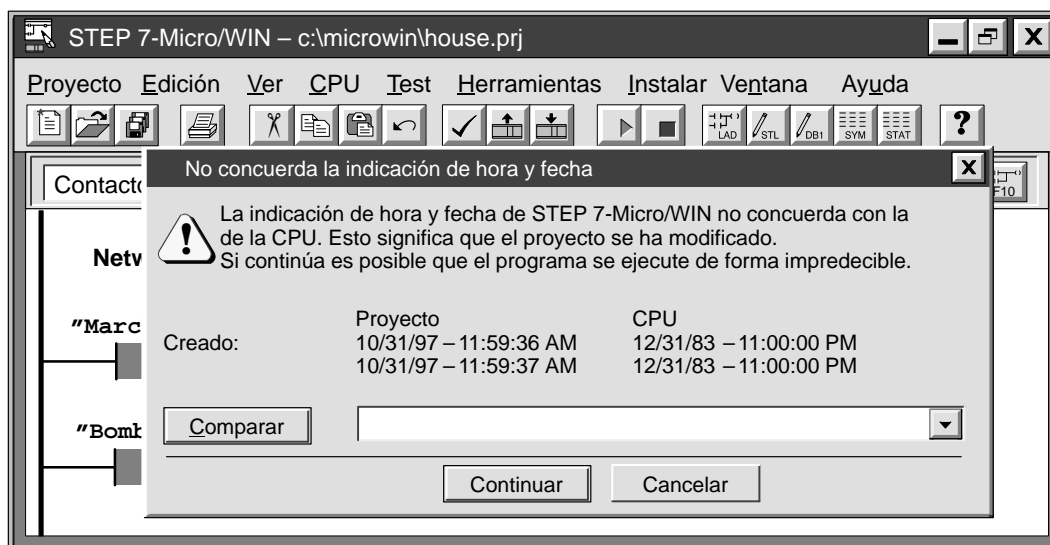 STEP 7-Micro/WIN – c:\microwin\house.prj
Proyecto Edición Ver CPU Test Herramientas Instalar Ventana Ayuda
LAD STL DB1 SYM STAT ?
No concuerda la indicación de hora y fecha
Contacto
F10
La indicación de hora y fecha de STEP 7-Micro/WIN no concuerda con la
de la CPU. Esto significa que el proyecto se ha modificado.
Si continúa es posible que el programa se ejecute de forma impredecible.
Netw
"Marc
Proyecto CPU
Creado: 10/31/97 – 11:59:36 AM 12/31/83 – 11:00:00 PM
10/31/97 – 11:59:37 AM 12/31/83 – 11:00:00 PM
"Bomb
Comparar
Continuar Cancelar